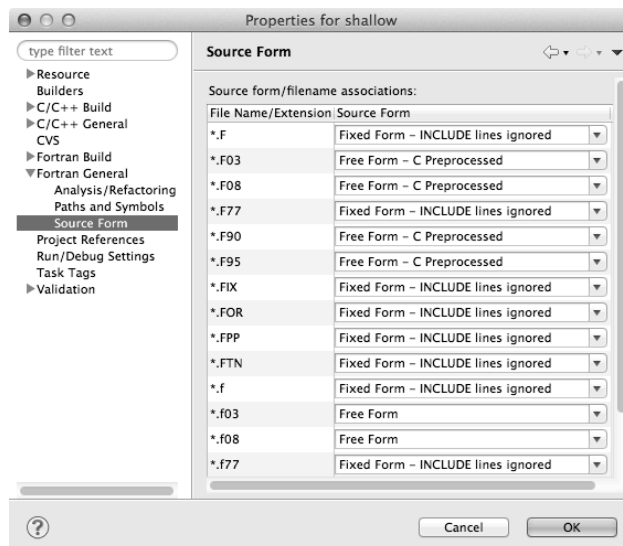 Properties for shallow
type filter text
Resource
Builders
C/C++ Build
C/C++ General
CVS
Fortran Build
Fortran General
Analysis/Refactoring
Paths and Symbols
Source Form
Project References
Run/Debug Settings
Task Tags
Validation
Source Form
Source form/filename associations:
File Name/Extension Source Form
*.F Fixed Form – INCLUDE lines ignored
*.F03 Free Form – C Preprocessed
*.F08 Free Form – C Preprocessed
*.F77 Fixed Form – INCLUDE lines ignored
*.F90 Free Form – C Preprocessed
*.F95 Free Form – C Preprocessed
*.FIX Fixed Form – INCLUDE lines ignored
*.FOR Fixed Form – INCLUDE lines ignored
*.FPP Fixed Form – INCLUDE lines ignored
*.FTN Fixed Form – INCLUDE lines ignored
*.f Fixed Form – INCLUDE lines ignored
*.f03 Free Form
*.f08 Free Form
*.f77 Fixed Form – INCLUDE lines ignored
? Cancel OK